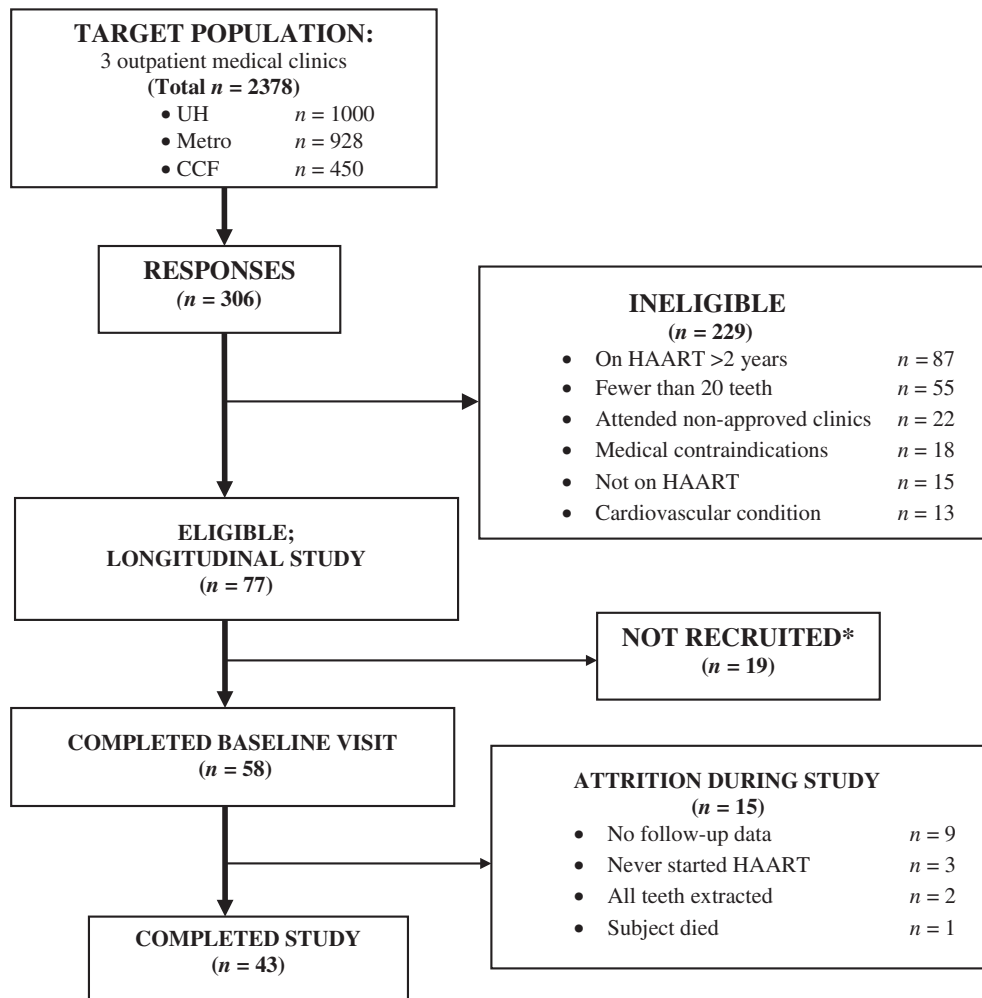 TARGET POPULATION:
3 outpatient medical clinics
(Total n = 2378)
• UH n = 1000
• Metro n = 928
• CCF n = 450
RESPONSES
(n = 306)
INELIGIBLE
(n = 229)
• On HAART >2 years n = 87
• Fewer than 20 teeth n = 55
• Attended non-approved clinics n = 22
• Medical contraindications n = 18
• Not on HAART n = 15
• Cardiovascular condition n = 13
ELIGIBLE;
LONGITUDINAL STUDY
(n = 77)
NOT RECRUITED*
(n = 19)
COMPLETED BASELINE VISIT
(n = 58)
ATTRITION DURING STUDY
(n = 15)
• No follow-up data n = 9
• Never started HAART n = 3
• All teeth extracted n = 2
• Subject died n = 1
COMPLETED STUDY
(n = 43)